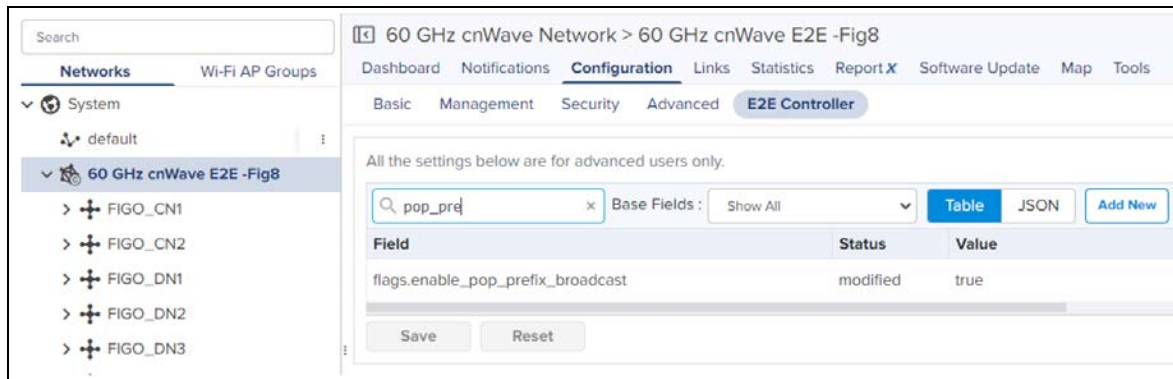 Search
Networks Wi-Fi AP Groups
System
default
60 GHz cnWave E2E -Fig8
FIGO_CN1
FIGO_CN2
FIGO_DN1
FIGO_DN2
FIGO_DN3
60 GHz cnWave Network > 60 GHz cnWave E2E -Fig8
Dashboard Notifications Configuration Links Statistics Report X Software Update Map Tools
Basic Management Security Advanced E2E Controller
All the settings below are for advanced users only.
pop_pre × Base Fields : Show All Table JSON Add New
Field Status Value
flags.enable_pop_prefix_broadcast modified true
Save Reset